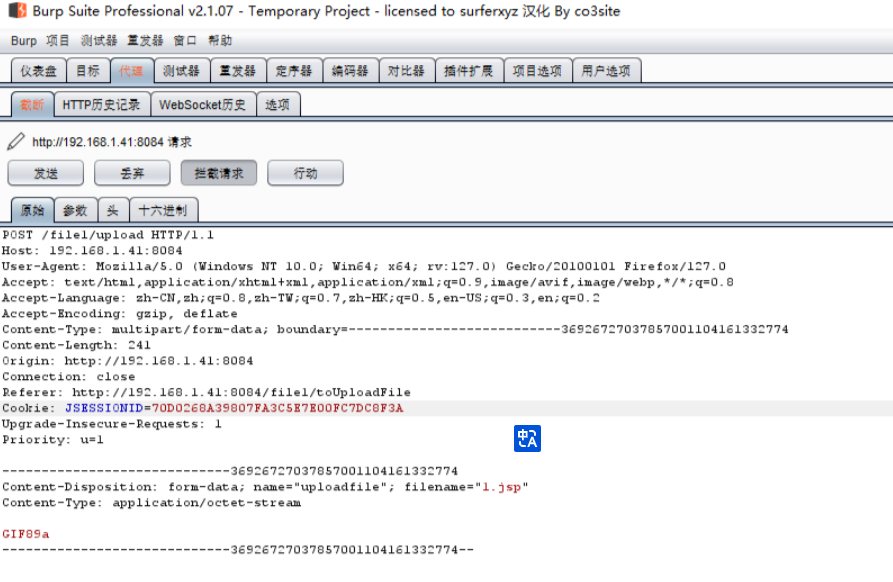 Burp Suite Professional v2.1.07 - Temporary Project - licensed to surferxyz 汉化 By co3site
Burp 项目 测试器 重发器 窗口 帮助
仪表盘 目标 代理 测试器 重发器 定序器 编码器 对比器 插件扩展 项目选项 用户选项
截断 HTTP历史记录 WebSocket历史 选项
http://192.168.1.41:8084 请求
发送 丢弃 拦截请求 行动
原始 参数 头 十六进制
POST /file1/upload HTTP/1.1
Host: 192.168.1.41:8084
User-Agent: Mozilla/5.0 (Windows NT 10.0; Win64; x64; rv:127.0) Gecko/20100101 Firefox/127.0
Accept: text/html,application/xhtml+xml,application/xml;q=0.9,image/avif,image/webp,*/*;q=0.8
Accept-Language: zh-CN,zh;q=0.8,zh-TW;q=0.7,zh-HK;q=0.5,en-US;q=0.3,en;q=0.2
Accept-Encoding: gzip, deflate
Content-Type: multipart/form-data; boundary=---------------------------369267270378570011041613​32774
Content-Length: 241
Origin: http://192.168.1.41:8084
Connection: close
Referer: http://192.168.1.41:8084/file1/toUploadFile
Cookie: JSESSIONID=70D0268A39807FA3C5E7E00FC7DC8F3A
Upgrade-Insecure-Requests: 1
Priority: u=1
中A
-----------------------------36926727037857001104161332774
Content-Disposition: form-data; name="uploadfile"; filename="1.jsp"
Content-Type: application/octet-stream
GIF89a
-----------------------------36926727037857001104161332774--